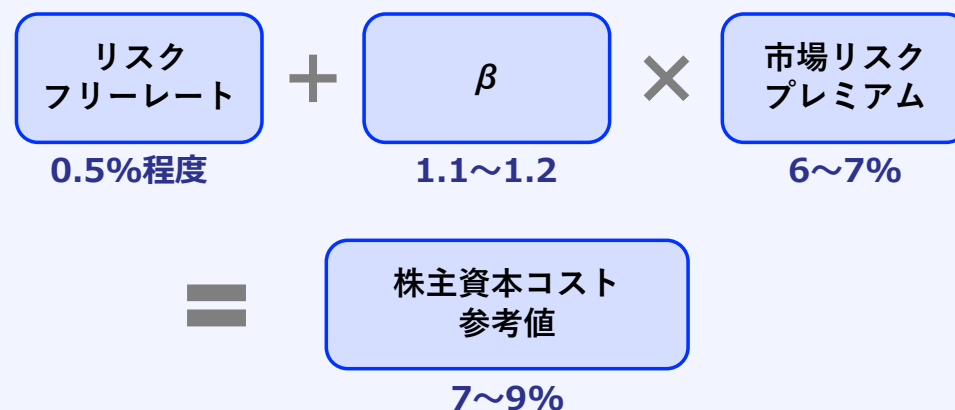 リスク
フリーレート
+
β
×
市場リスク
プレミアム
0.5%程度
1.1～1.2
6～7%
=
株主資本コスト
参考値
7～9%